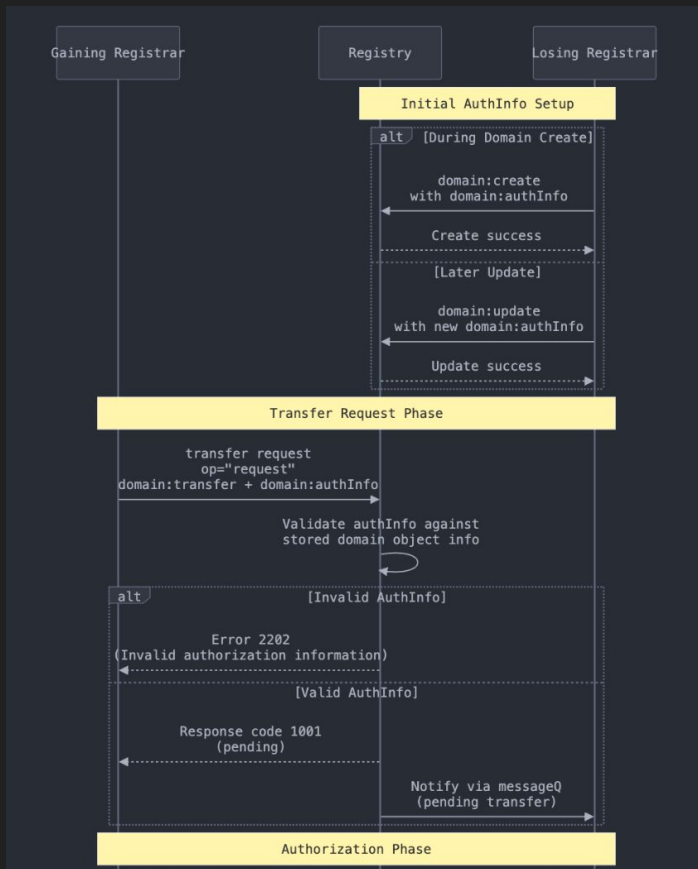 Gaining Registrar
Registry
Losing Registrar
Initial AuthInfo Setup
alt
[During Domain Create]
domain:create
with domain:authInfo
Create success
[Later Update]
domain:update
with new domain:authInfo
Update success
Transfer Request Phase
transfer request
op="request"
domain:transfer + domain:authInfo
Validate authInfo against
stored domain object info
alt
[Invalid AuthInfo]
Error 2202
(Invalid authorization information)
[Valid AuthInfo]
Response code 1001
(pending)
Notify via messageQ
(pending transfer)
Authorization Phase